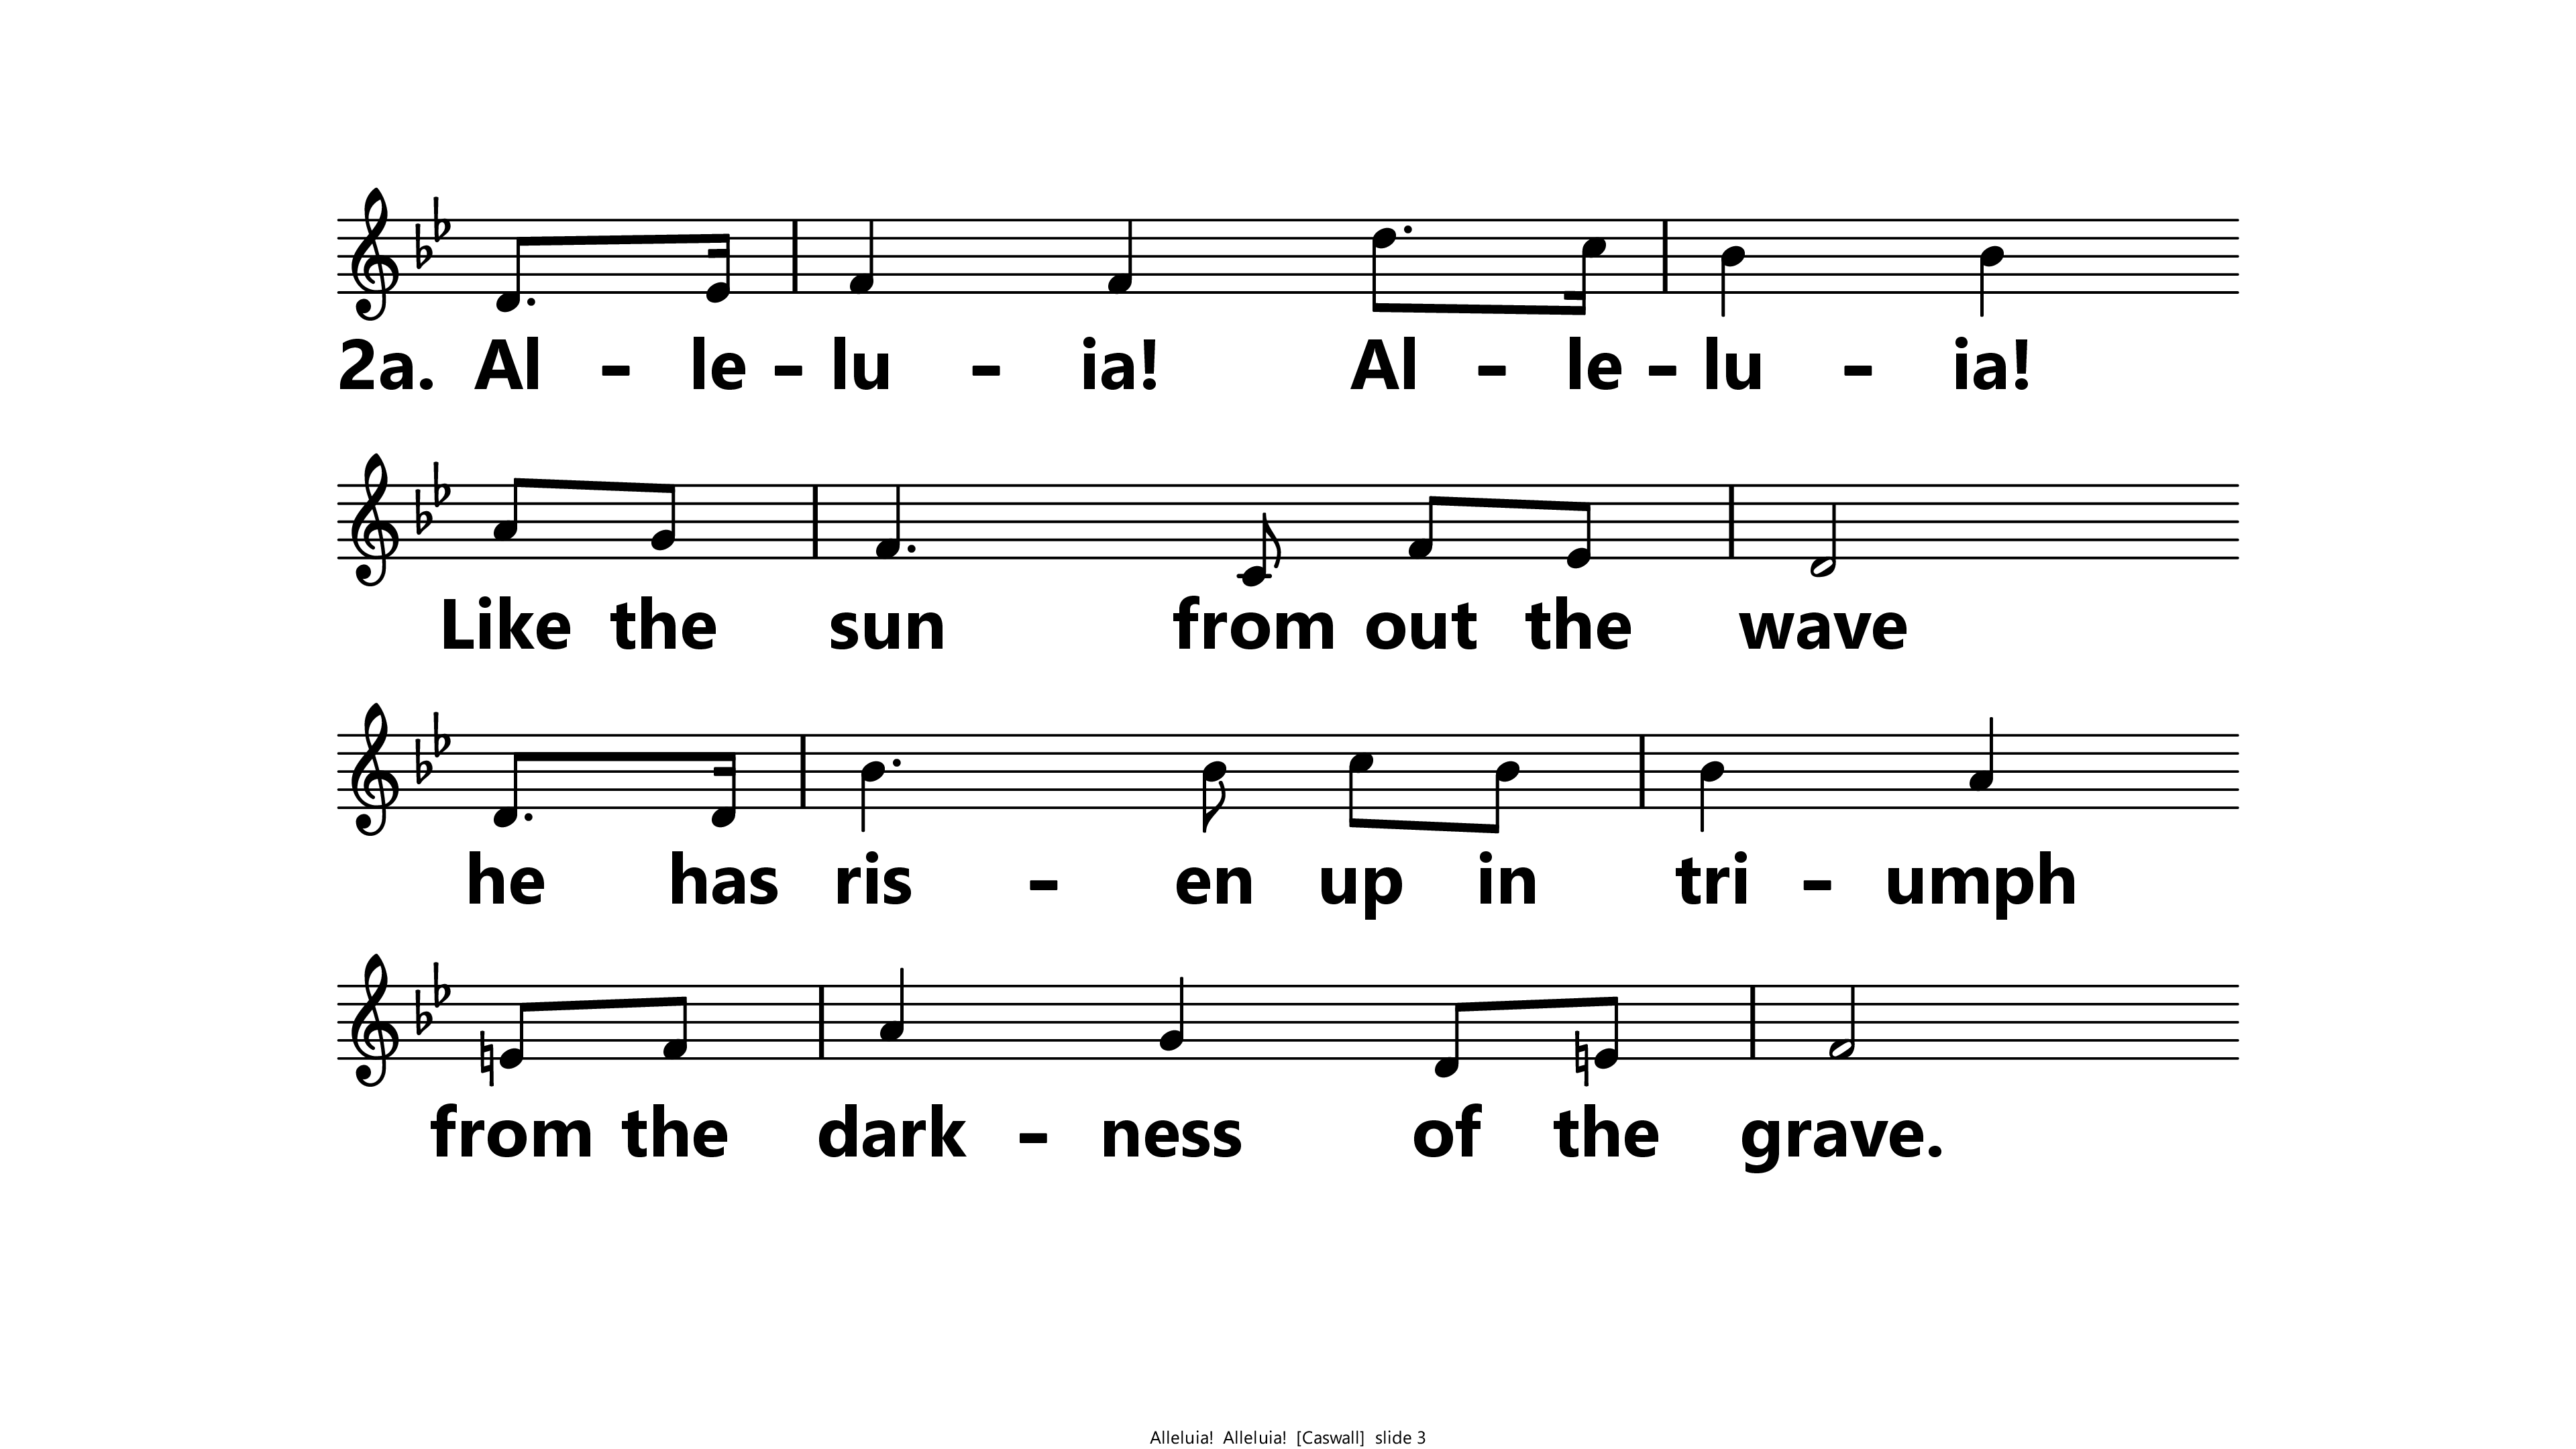 2a. Al – le – lu – ia! Al – le – lu – ia!
Like the sun from out the wave
he has ris – en up in tri – umph
from the dark – ness of the grave.
Alleluia! Alleluia! [Caswall] slide 3